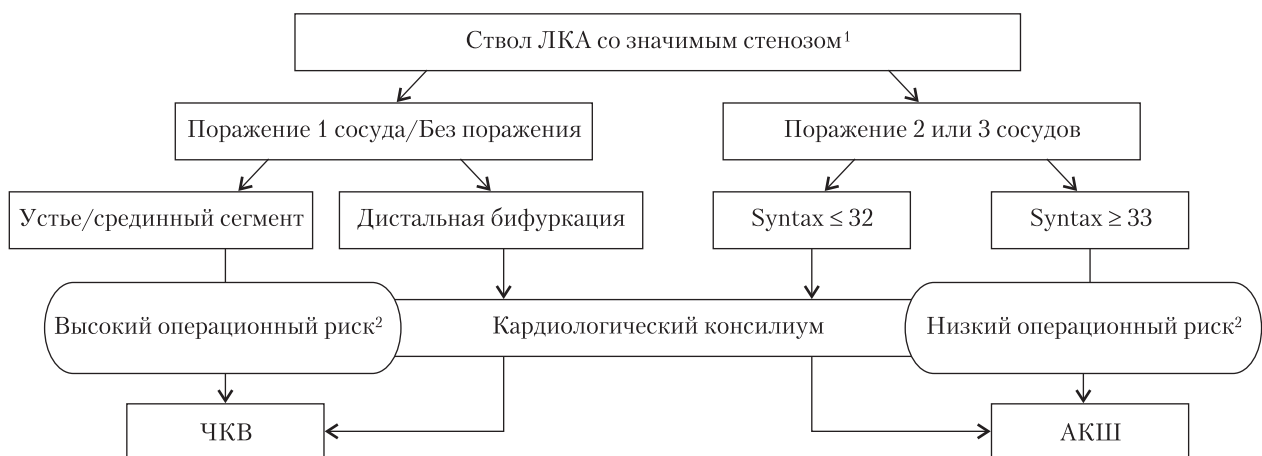 Ствол ЛКА со значимым стенозом¹
Поражение 1 сосуда/Без поражения
Поражение 2 или 3 сосудов
Устье/срединный сегмент
Дистальная бифуркация
Syntax ≤ 32
Syntax ≥ 33
Высокий операционный риск²
Кардиологический консилиум
Низкий операционный риск²
ЧКВ
АКШ